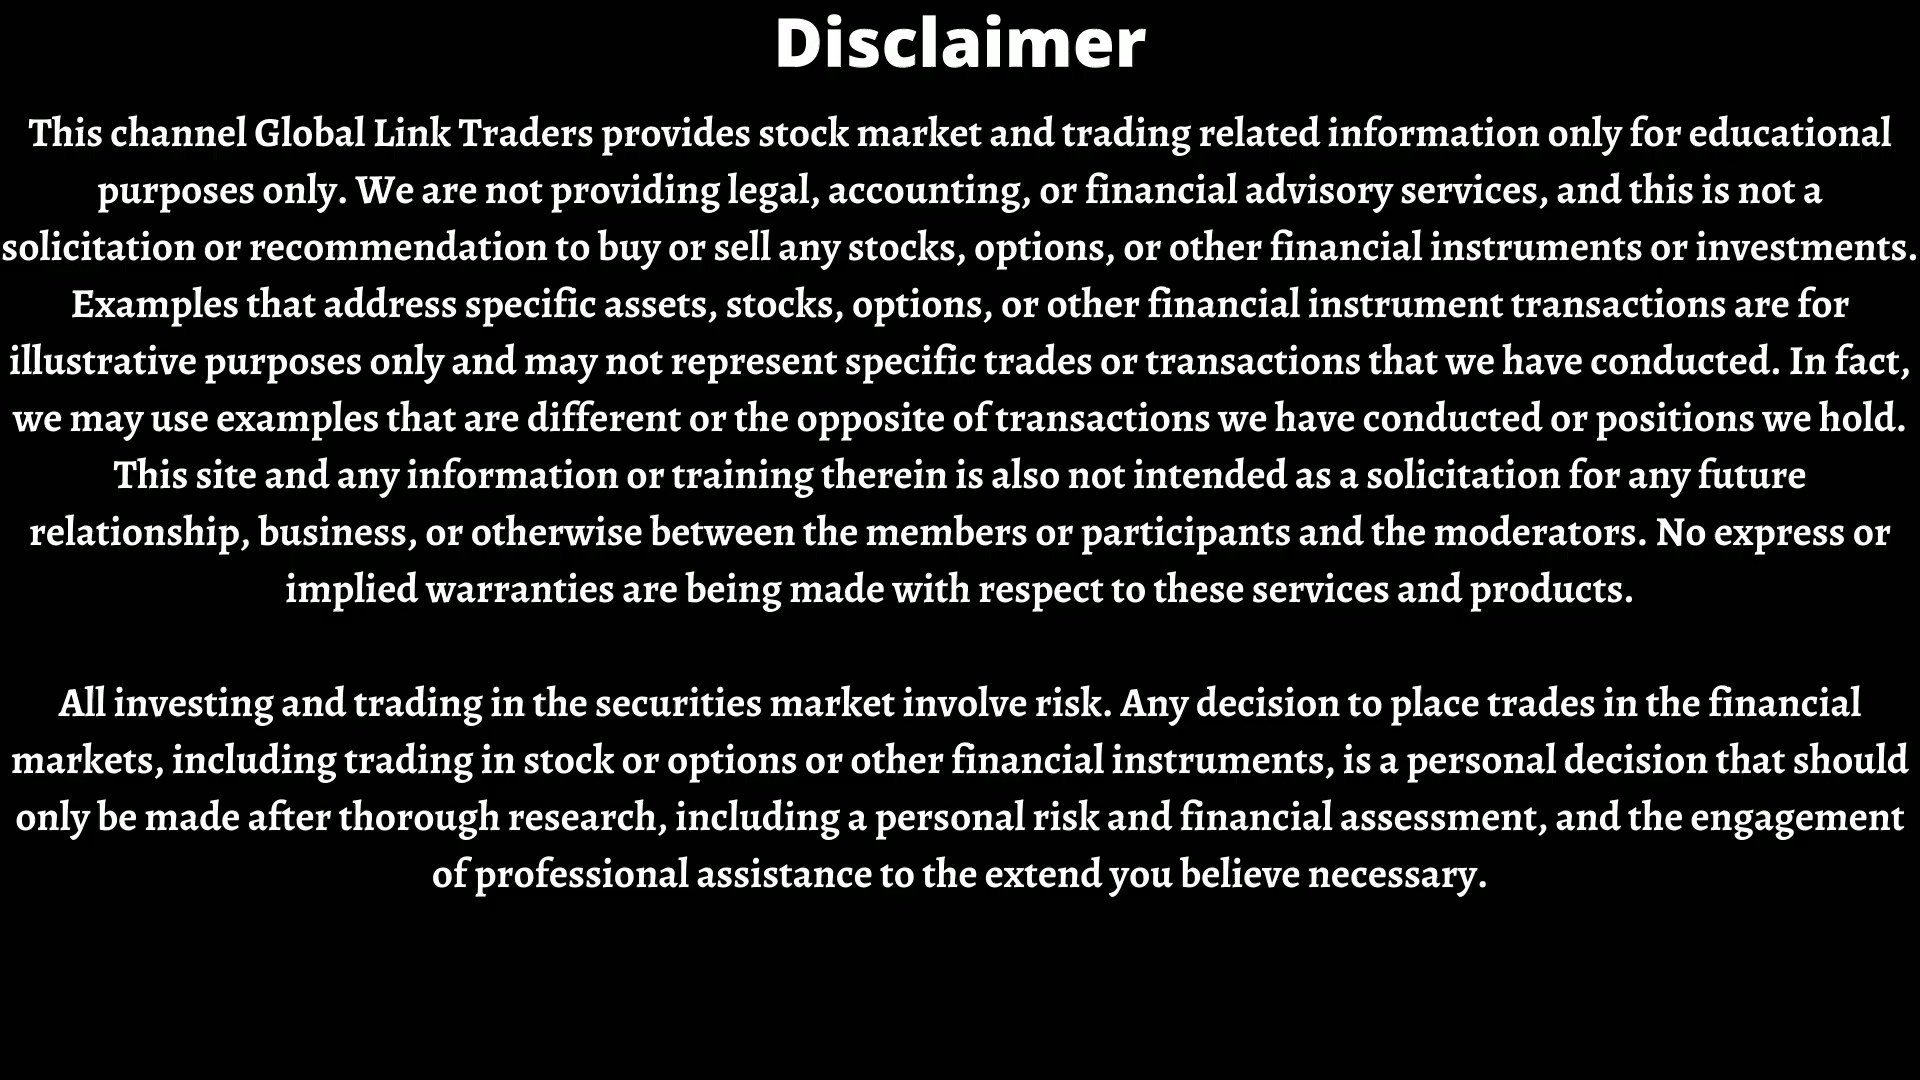 Disclaimer
This channel Global Link Traders provides stock market and trading related information only for educational
purposes only. We are not providing legal, accounting, or financial advisory services, and this is not a
solicitation or recommendation to buy or sell any stocks, options, or other financial instruments or investments.
Examples that address specific assets, stocks, options, or other financial instrument transactions are for
illustrative purposes only and may not represent specific trades or transactions that we have conducted. In fact,
we may use examples that are different or the opposite of transactions we have conducted or positions we hold.
This site and any information or training therein is also not intended as a solicitation for any future
relationship, business, or otherwise between the members or participants and the moderators. No express or
implied warranties are being made with respect to these services and products.
All investing and trading in the securities market involve risk. Any decision to place trades in the financial
markets, including trading in stock or options or other financial instruments, is a personal decision that should
only be made after thorough research, including a personal risk and financial assessment, and the engagement
of professional assistance to the extend you believe necessary.